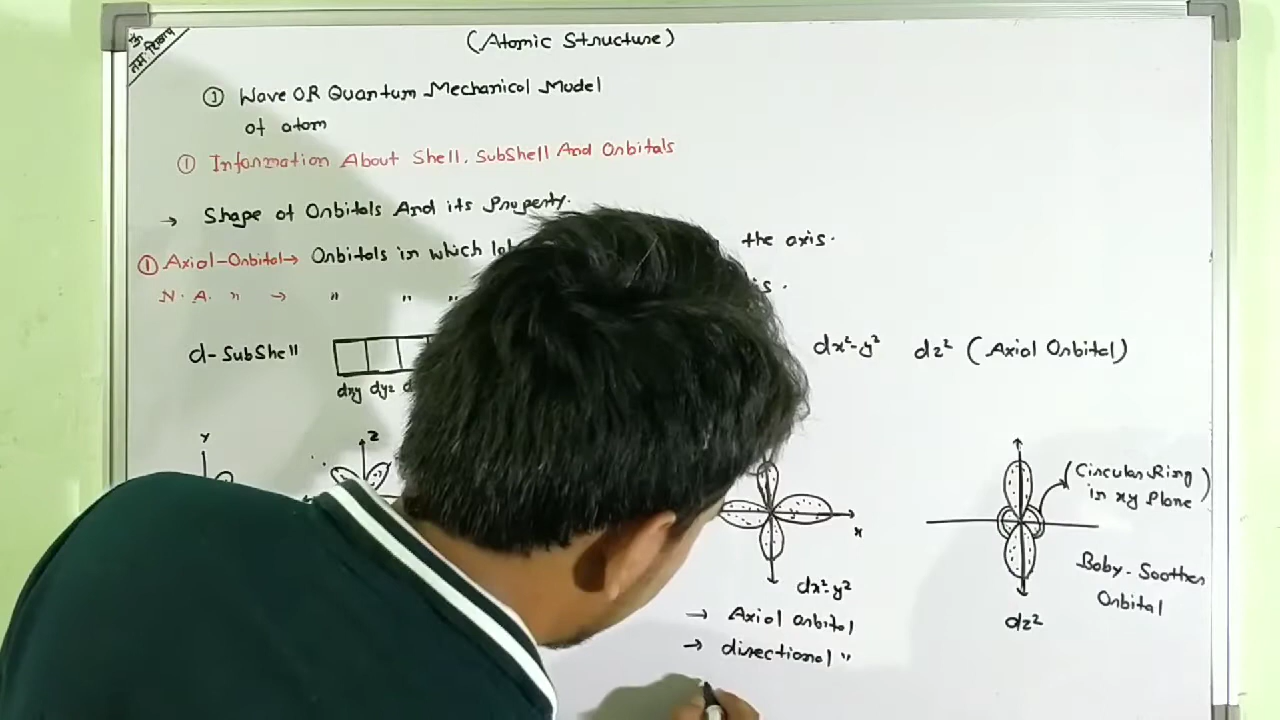 ॐ
नमः शिवाय
(Atomic Structure)
① Wave OR Quantum Mechanical Model
of atom
① Information About Shell, SubShell And Orbitals
→ Shape of Orbitals And its Property.
① Axial-Orbital→ Orbitals in which the axis.
N. A. " → " " "
d-SubShell dx²-y² dz² (Axial Orbital)
dxy dyz
Y Z
(Circular Ring)
in xy Plane
x
Baby-Soother
Orbital
dx²-y²
dz²
→ Axial orbital
→ directional "